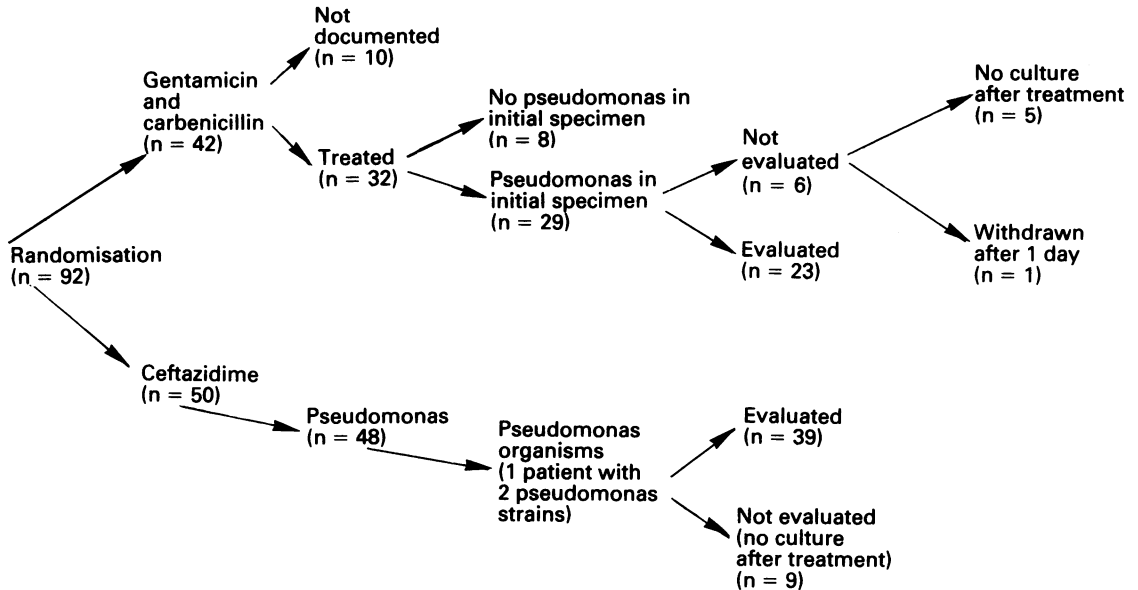 Not
documented
(n = 10)
Gentamicin
and
carbenicillin
(n = 42)
Treated
(n = 32)
No pseudomonas in
initial specimen
(n = 8)
Pseudomonas in
initial specimen
(n = 29)
Not
evaluated
(n = 6)
Evaluated
(n = 23)
No culture
after treatment
(n = 5)
Withdrawn
after 1 day
(n = 1)
Randomisation
(n = 92)
Ceftazidime
(n = 50)
Pseudomonas
(n = 48)
Pseudomonas
organisms
(1 patient with
2 pseudomonas
strains)
Evaluated
(n = 39)
Not evaluated
(no culture
after treatment)
(n = 9)